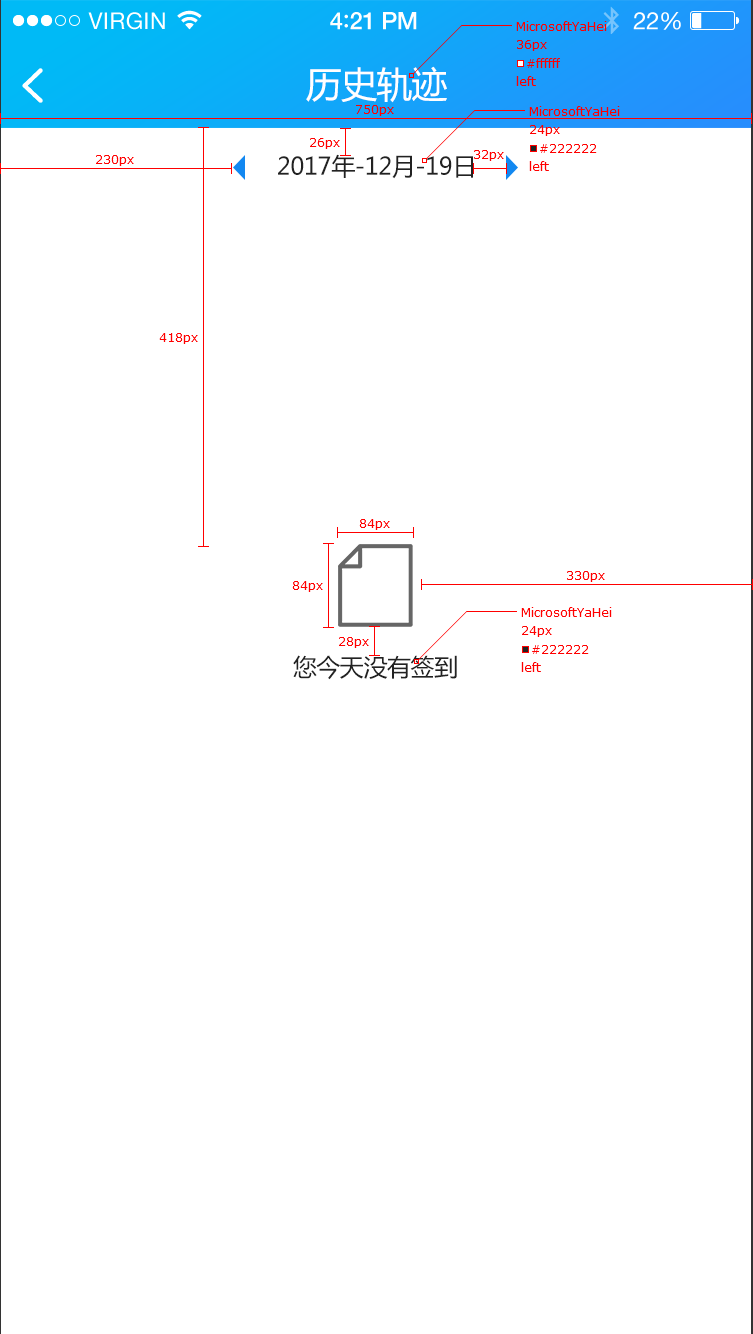 VIRGIN 4:21 PM 22%
MicrosoftYaHei
36px
#ffffff
left
历史轨迹
750px
MicrosoftYaHei
24px
#222222
left
26px
230px
2017年-12月-19日
32px
418px
84px
84px
330px
MicrosoftYaHei
24px
#222222
left
28px
您今天没有签到